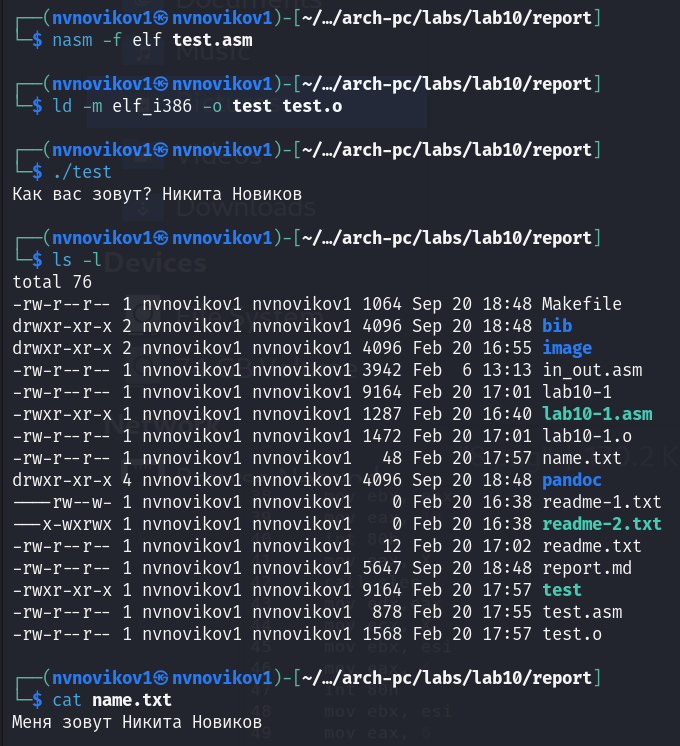 Documents
┌──(nvnovikov1㉿nvnovikov1)-[~/…/arch-pc/labs/lab10/report]
└─$ nasm -f elf test.asm
Music
┌──(nvnovikov1㉿nvnovikov1)-[~/…/arch-pc/labs/lab10/report]
└─$ ld -m elf_i386 -o test test.o
┌──(nvnovikov1㉿nvnovikov1)-[~/…/arch-pc/labs/lab10/report]
Videos
└─$ ./test
Как вас зовут? Никита Новиков
Downloads
┌──(nvnovikov1㉿nvnovikov1)-[~/…/arch-pc/labs/lab10/report]
└─$ ls -l
Devices
total 76
-rw-r--r-- 1 nvnovikov1 nvnovikov1 1064 Sep 20 18:48 Makefile
drwxr-xr-x 2 nvnovikov1 nvnovikov1 4096 Sep 20 18:48 bib
drwxr-xr-x 2 nvnovikov1 nvnovikov1 4096 Feb 20 16:55 image
-rw-r--r-- 1 nvnovikov1 nvnovikov1 3942 Feb  6 13:13 in_out.asm
-rw-r--r-- 1 nvnovikov1 nvnovikov1 9164 Feb 20 17:01 lab10-1
-rwxr-xr-x 1 nvnovikov1 nvnovikov1 1287 Feb 20 16:40 lab10-1.asm
-rw-r--r-- 1 nvnovikov1 nvnovikov1 1472 Feb 20 17:01 lab10-1.o
-rw-r--r-- 1 nvnovikov1 nvnovikov1   48 Feb 20 17:57 name.txt
drwxr-xr-x 4 nvnovikov1 nvnovikov1 4096 Sep 20 18:48 pandoc
-----rw--w- 1 nvnovikov1 nvnovikov1    0 Feb 20 16:38 readme-1.txt
---x-wxrwx 1 nvnovikov1 nvnovikov1    0 Feb 20 16:38 readme-2.txt
-rw-r--r-- 1 nvnovikov1 nvnovikov1   12 Feb 20 17:02 readme.txt
-rw-r--r-- 1 nvnovikov1 nvnovikov1 5647 Sep 20 18:48 report.md
-rwxr-xr-x 1 nvnovikov1 nvnovikov1 9164 Feb 20 17:57 test
-rw-r--r-- 1 nvnovikov1 nvnovikov1  878 Feb 20 17:55 test.asm
-rw-r--r-- 1 nvnovikov1 nvnovikov1 1568 Feb 20 17:57 test.o
┌──(nvnovikov1㉿nvnovikov1)-[~/…/arch-pc/labs/lab10/report]
└─$ cat name.txt
Меня зовут Никита Новиков